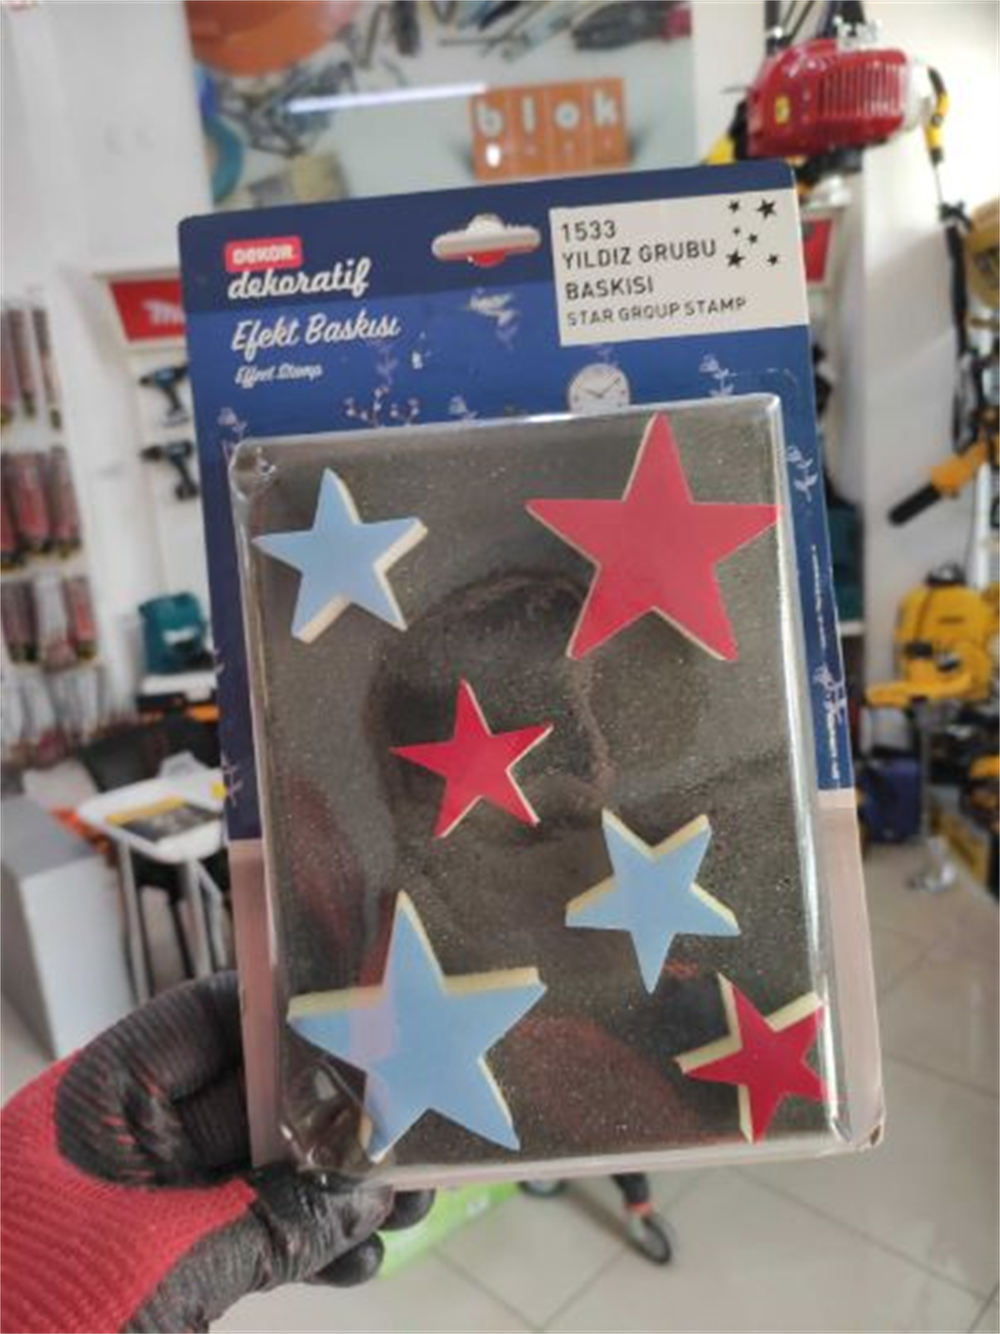 blok
DEKOR
dekoratif
Efekt Baskısı
Effect Stamp
1533
YILDIZ GRUBU
BASKISI
STAR GROUP STAMP